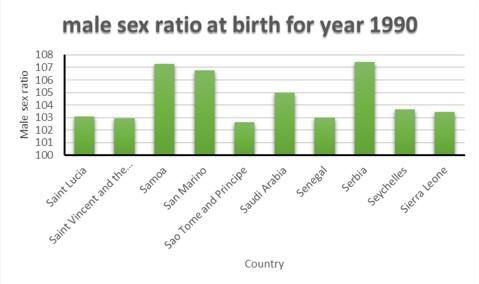 male sex ratio at birth for year 1990
Male sex ratio
108
107
106
105
104
103
102
101
100
Saint Lucia
Saint Vincent and the...
Samoa
San Marino
Sao Tome and Principe
Saudi Arabia
Senegal
Serbia
Seychelles
Sierra Leone
Country